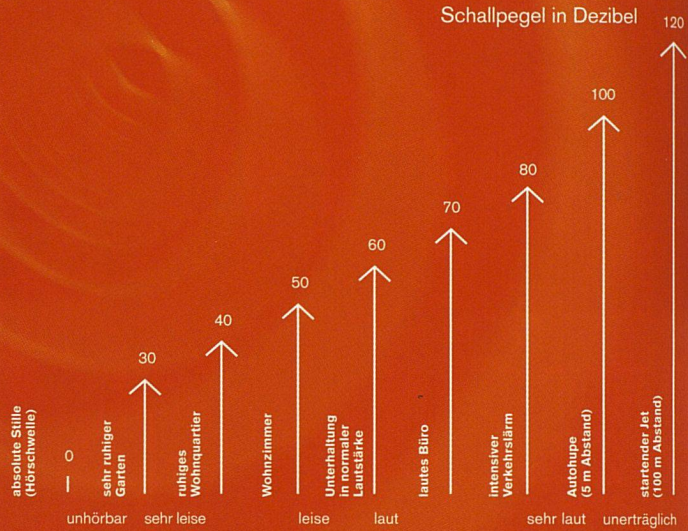 Schallpegel in Dezibel
120
100
80
70
60
50
40
30
0
absolute Stille
(Hörschwelle)
sehr ruhiger
Garten
ruhiges
Wohnquartier
Wohnzimmer
Unterhaltung
in normaler
Lautstärke
lautes Büro
intensiver
Verkehrslärm
Autohupe
(5 m Abstand)
startender Jet
(100 m Abstand)
unhörbar
sehr leise
leise
laut
sehr laut
unerträglich